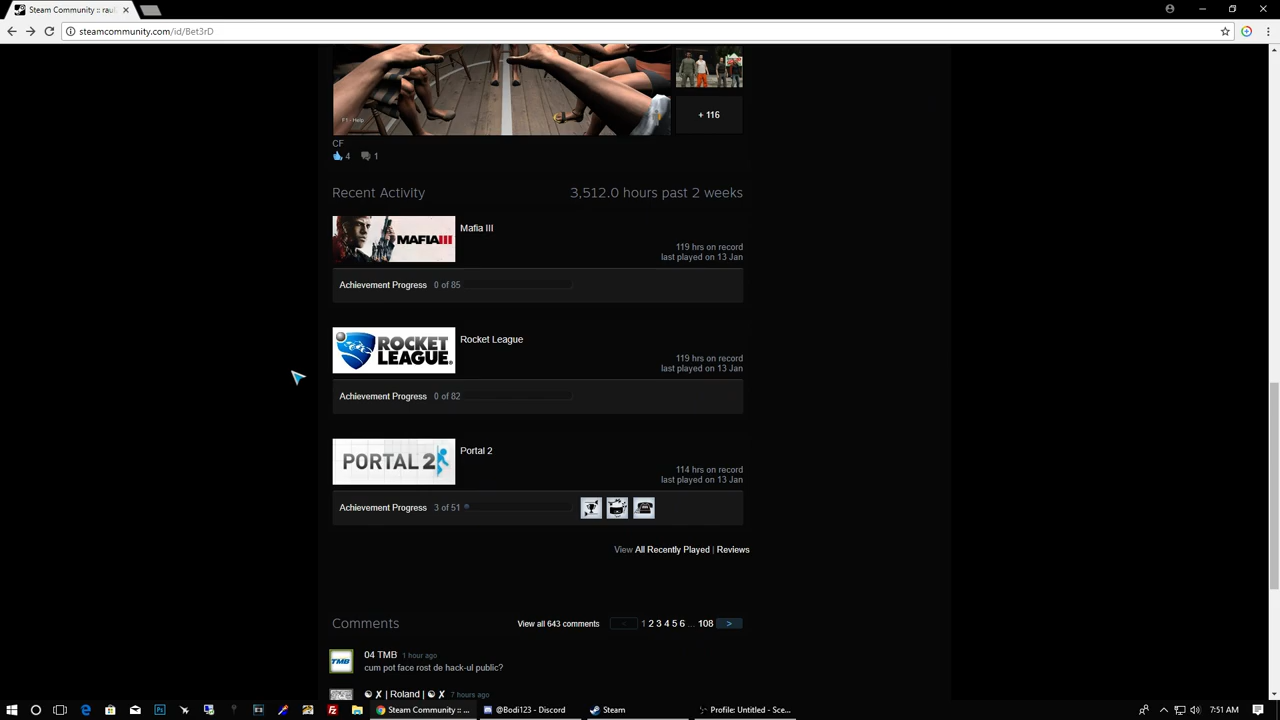 Steam Community :: rau
steamcommunity.com/id/Bet3rD
F1 - Help
+ 116
CF
4 1
Recent Activity 3,512.0 hours past 2 weeks
MAFIA III Mafia III
119 hrs on record
last played on 13 Jan
Achievement Progress 0 of 85
ROCKET LEAGUE Rocket League
119 hrs on record
last played on 13 Jan
Achievement Progress 0 of 82
PORTAL 2 Portal 2
114 hrs on record
last played on 13 Jan
Achievement Progress 3 of 51
View All Recently Played | Reviews
Comments View all 643 comments < 1 2 3 4 5 6 ... 108 >
TMB 04 TMB 1 hour ago
cum pot face rost de hack-ul public?
☯ ✗ | Roland | ☯ ✗ 7 hours ago
Steam Community :: ... @Bodi123 - Discord Steam Profile: Untitled - Sce... 7:51 AM